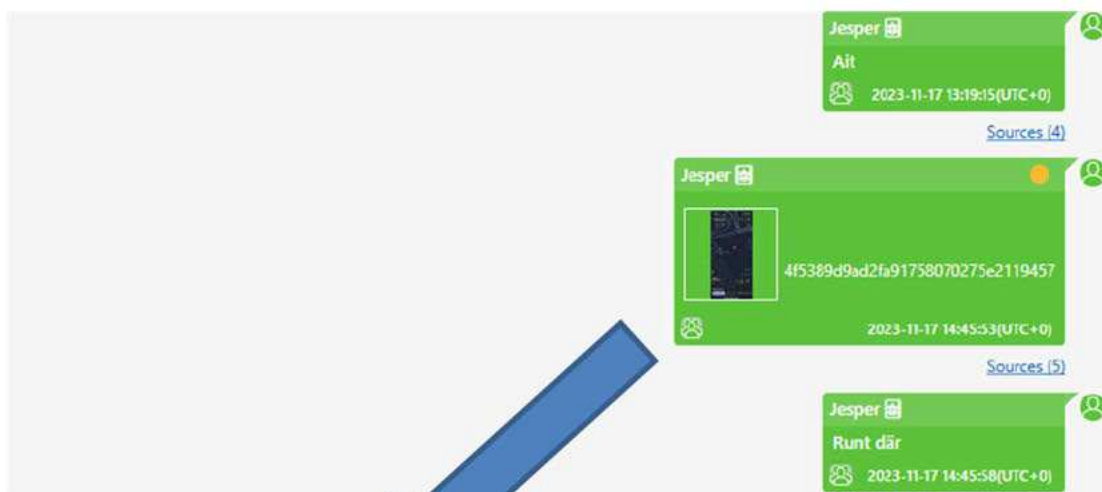 Jesper
Ait
2023-11-17 13:19:15(UTC+0)
Sources (4)
Jesper
4f5389d9ad2fa91758070275e2119457
2023-11-17 14:45:53(UTC+0)
Sources (5)
Jesper
Runt där
2023-11-17 14:45:58(UTC+0)